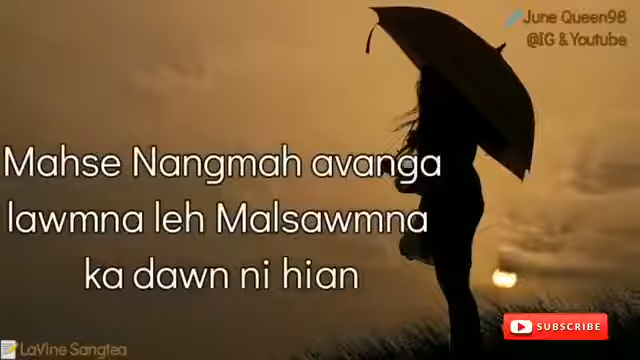 June Queen98
@IG & Youtube
Mahse Nangmah avanga
lawmna leh Malsawmna
ka dawn ni hian
SUBSCRIBE
LaVine Sangtea